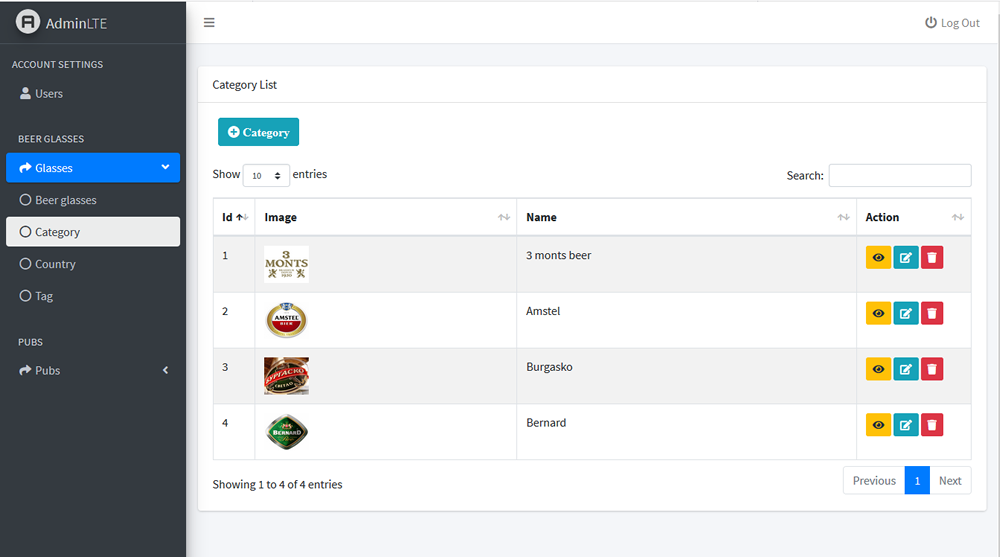 AdminLTE
Log Out
ACCOUNT SETTINGS
Users
BEER GLASSES
Glasses
Beer glasses
Category
Country
Tag
PUBS
Pubs
Category List
Category
Show 10 entries
Search:
Id Image Name Action
1 3 MONTS 3 monts beer
2 AMSTEL BIER Amstel
3 Burgasko
4 BERNARD Bernard
Showing 1 to 4 of 4 entries
Previous 1 Next